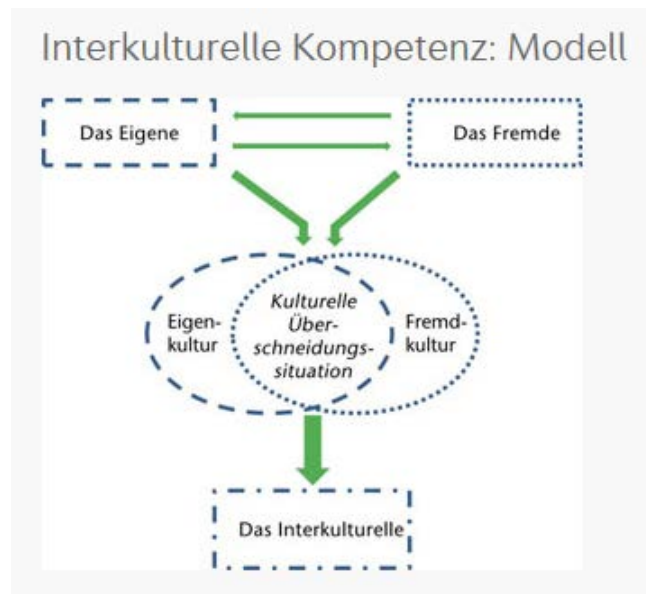 Interkulturelle Kompetenz: Modell
Das Eigene
Das Fremde
Eigen-
kultur
Kulturelle
Über-
schneidungs-
situation
Fremd-
kultur
Das Interkulturelle